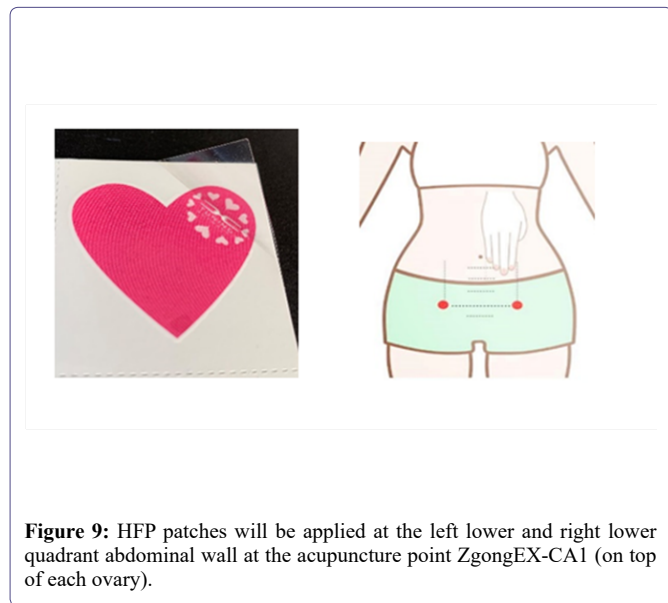 Figure 9: HFP patches will be applied at the left lower and right lower
quadrant abdominal wall at the acupuncture point ZgongEX-CA1 (on top
of each ovary).